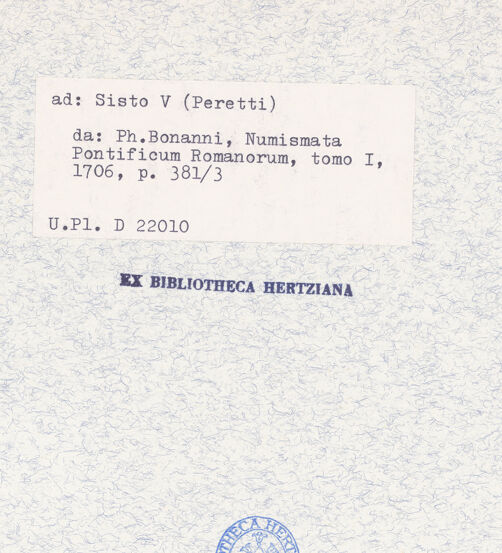 ad: Sisto V (Peretti)
da: Ph.Bonanni, Numismata
Pontificum Romanorum, tomo I,
1706, p. 381/3
U.Pl. D 22010
EX BIBLIOTHECA HERTZIANA